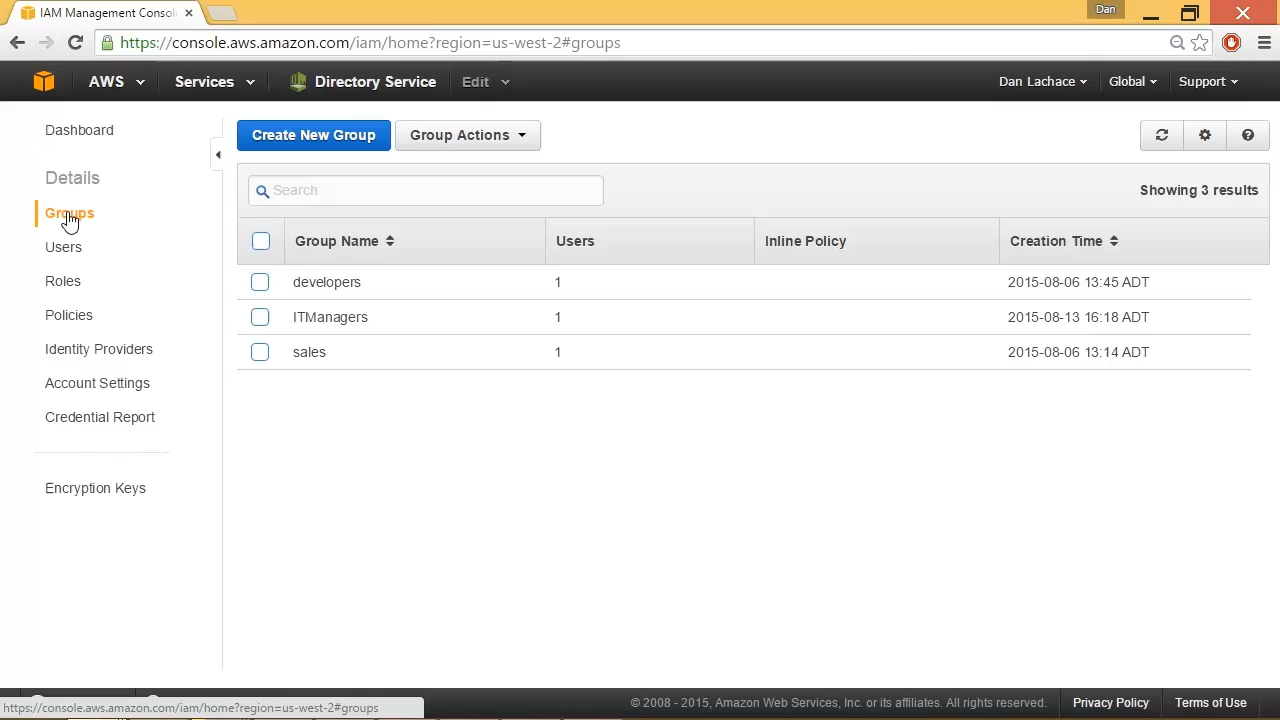 IAM Management Consol
Dan
https://console.aws.amazon.com/iam/home?region=us-west-2#groups
AWS Services Directory Service Edit Dan Lachace Global Support
Dashboard
Details
Groups
Users
Roles
Policies
Identity Providers
Account Settings
Credential Report
Encryption Keys
Create New Group Group Actions
Search Showing 3 results
Group Name Users Inline Policy Creation Time
developers 1 2015-08-06 13:45 ADT
ITManagers 1 2015-08-13 16:18 ADT
sales 1 2015-08-06 13:14 ADT
https://console.aws.amazon.com/iam/home?region=us-west-2#groups
© 2008 - 2015, Amazon Web Services, Inc. or its affiliates. All rights reserved. Privacy Policy Terms of Use